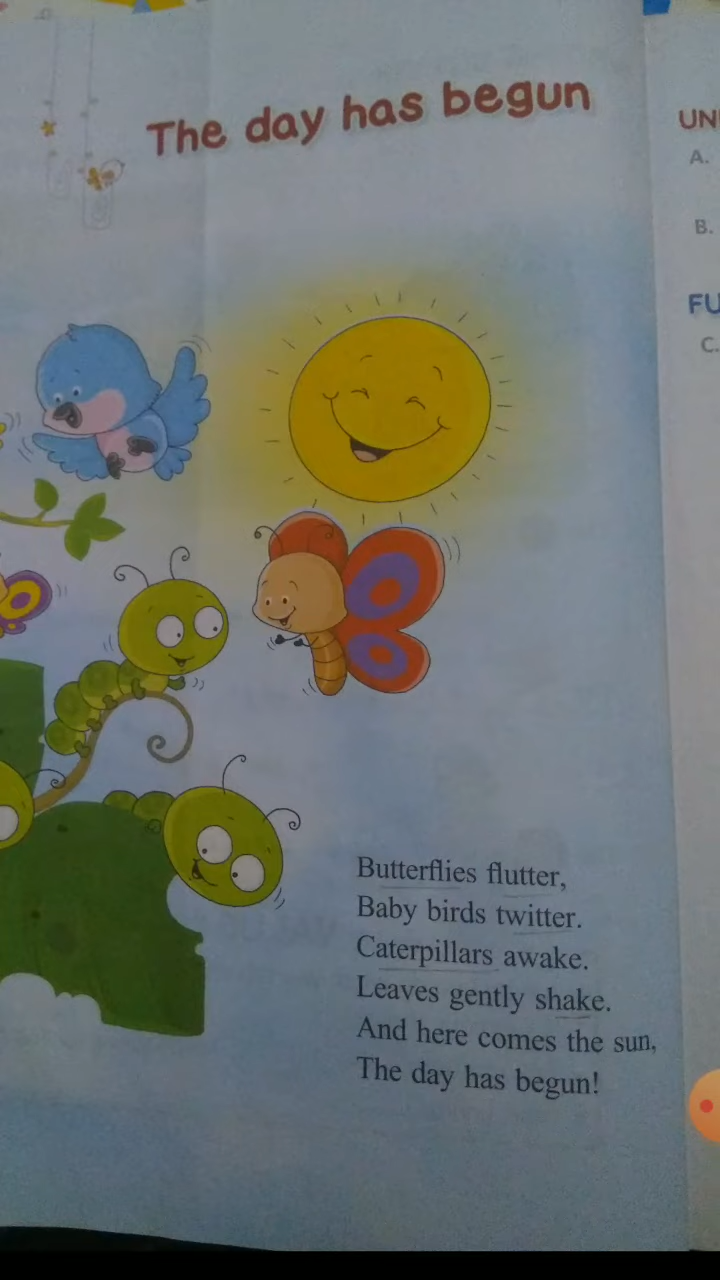 The day has begun
Butterflies flutter,
Baby birds twitter.
Caterpillars awake.
Leaves gently shake.
And here comes the sun,
The day has begun!
UN
A.
B.
FU
C.